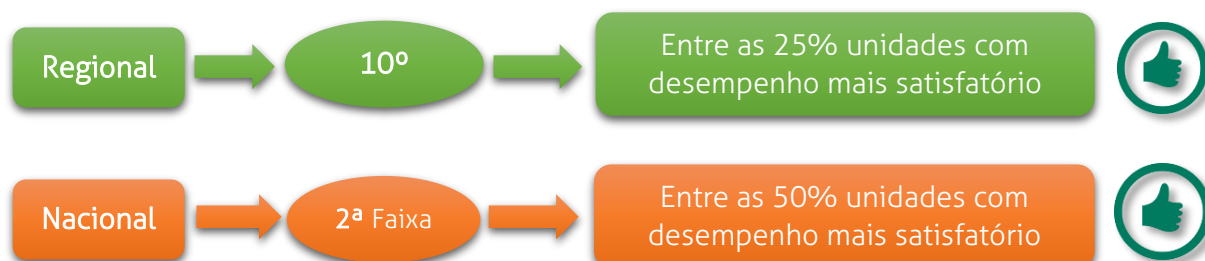 Regional
10º
Entre as 25% unidades com
desempenho mais satisfatório
Nacional
2ª Faixa
Entre as 50% unidades com
desempenho mais satisfatório